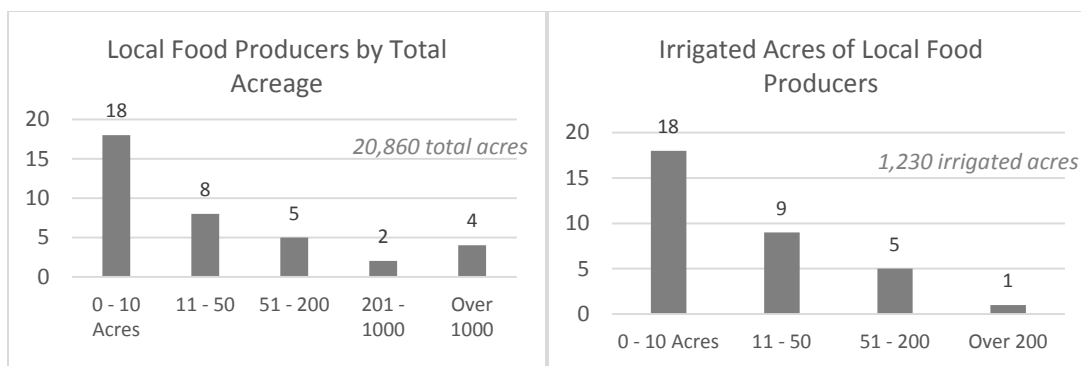 Local Food Producers by Total
Acreage
20,860 total acres
20
15
10
5
0
18
8
5
2
4
0 - 10
Acres
11 - 50
51 - 200
201 -
1000
Over
1000
Irrigated Acres of Local Food
Producers
1,230 irrigated acres
20
15
10
5
0
18
9
5
1
0 - 10 Acres
11 - 50
51 - 200
Over 200